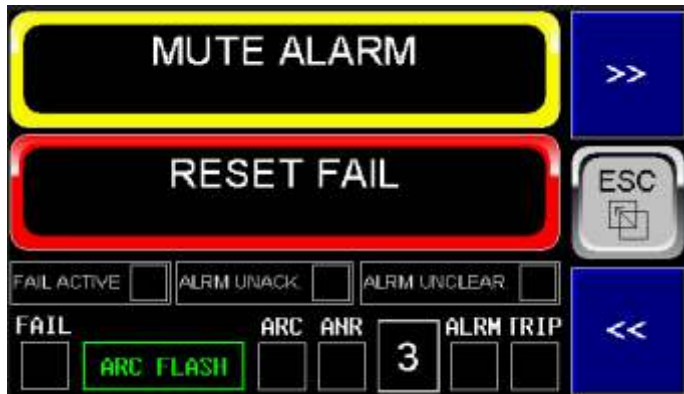 MUTE ALARM
>>
RESET FAIL
ESC
FAIL ACTIVE ALRM UNACK. ALRM UNCLEAR
FAIL ARC ANR ALRM TRIP
ARC FLASH 3
<<